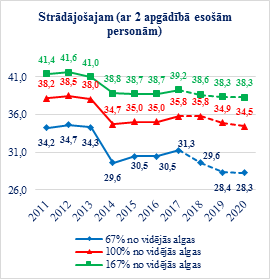 Strādājošajam (ar 2 apgādībā esošām
personām)
41,0
36,0
31,0
26,0
41,4 41,6 41,0 38,8 38,7 38,7 39,2 38,6 38,3 38,3
38,2 38,5 38,0 34,7 35,0 35,0 35,8 35,8 34,9 34,5
34,2 34,7 34,3 29,6 30,5 30,5 31,3 29,6 28,4 28,3
2011 2012 2013 2014 2015 2016 2017 2018 2019 2020
67% no vidējās algas
100% no vidējās algas
167% no vidējās algas